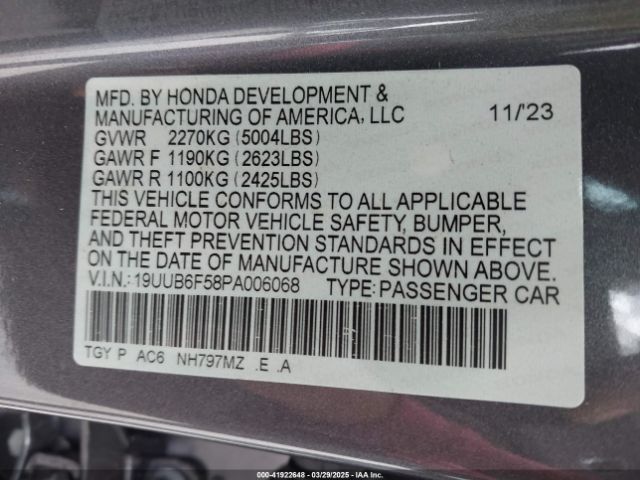 MFD. BY HONDA DEVELOPMENT &
MANUFACTURING OF AMERICA, LLC 11/'23
GVWR 2270KG (5004LBS)
GAWR F 1190KG (2623LBS)
GAWR R 1100KG (2425LBS)
THIS VEHICLE CONFORMS TO ALL APPLICABLE
FEDERAL MOTOR VEHICLE SAFETY, BUMPER,
AND THEFT PREVENTION STANDARDS IN EFFECT
ON THE DATE OF MANUFACTURE SHOWN ABOVE.
V.I.N.:19UUB6F58PA006068 TYPE:PASSENGER CAR
TGY P AC6 NH797MZ .E .A
000-41922648 - 03/29/2025 - IAA Inc.